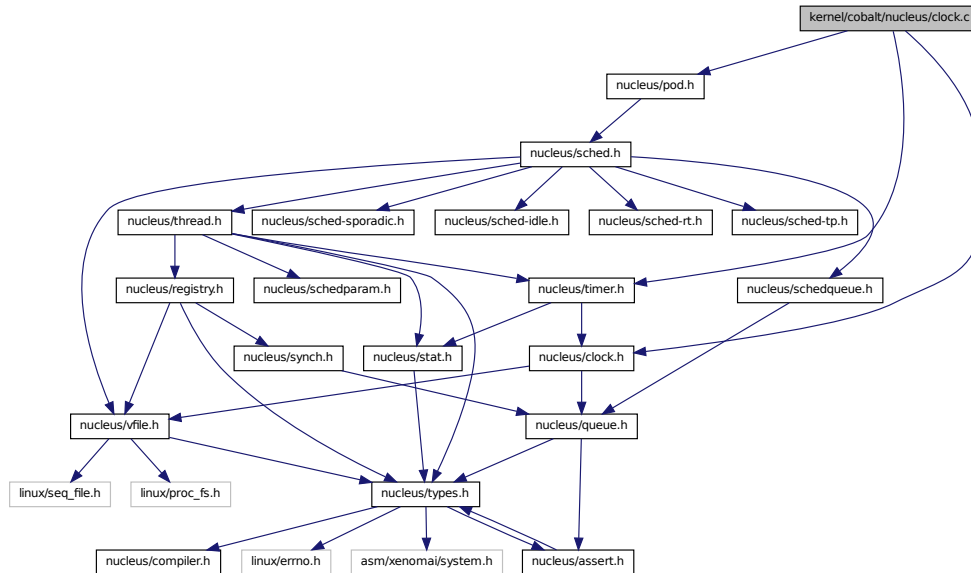 kernel/cobalt/nucleus/clock.c
nucleus/pod.h
nucleus/sched.h
nucleus/thread.h
nucleus/sched-sporadic.h
nucleus/sched-idle.h
nucleus/sched-rt.h
nucleus/sched-tp.h
nucleus/registry.h
nucleus/schedparam.h
nucleus/timer.h
nucleus/schedqueue.h
nucleus/synch.h
nucleus/stat.h
nucleus/clock.h
nucleus/vfile.h
nucleus/queue.h
linux/seq_file.h
linux/proc_fs.h
nucleus/types.h
nucleus/compiler.h
linux/errno.h
asm/xenomai/system.h
nucleus/assert.h